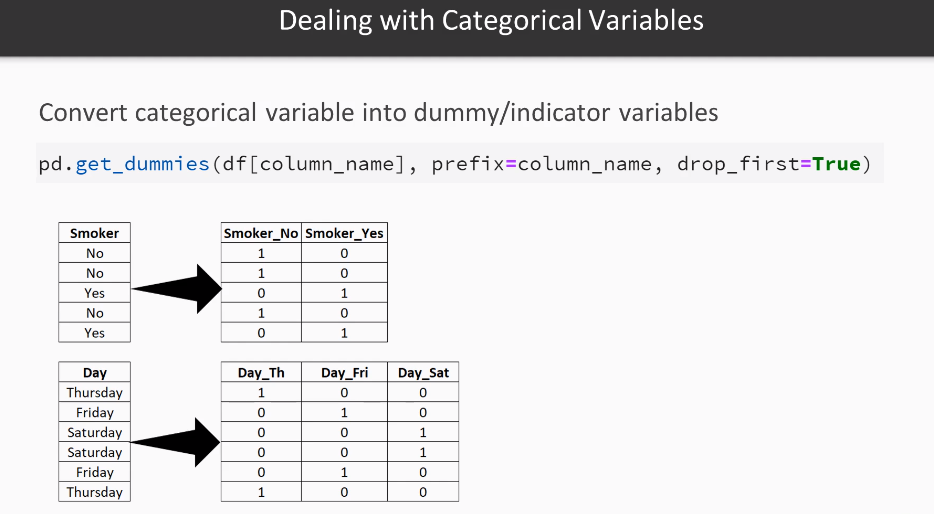 Dealing with Categorical Variables
Convert categorical variable into dummy/indicator variables
pd.get_dummies(df[column_name], prefix=column_name, drop_first=True)
Smoker
No
No
Yes
No
Yes
Smoker_No Smoker_Yes
1 0
1 0
0 1
1 0
0 1
Day
Thursday
Friday
Saturday
Saturday
Friday
Thursday
Day_Th Day_Fri Day_Sat
1 0 0
0 1 0
0 0 1
0 0 1
0 1 0
1 0 0